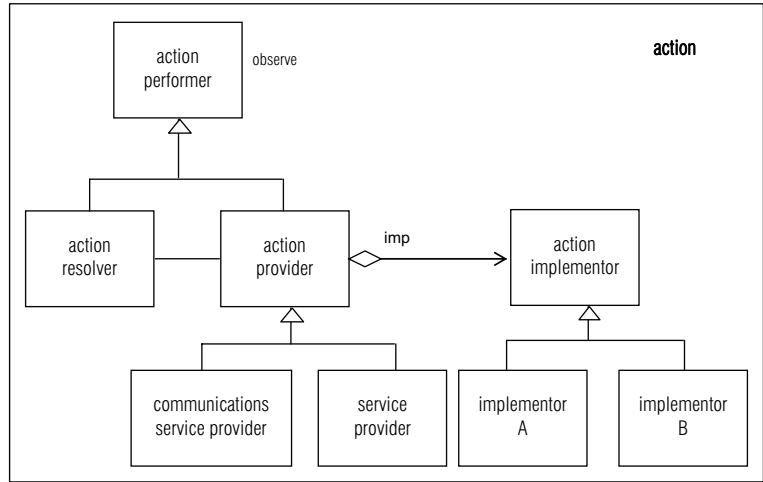 action
performer
observe
action
action
resolver
action
provider
imp
action
implementor
communications
service provider
service
provider
implementor
A
implementor
B